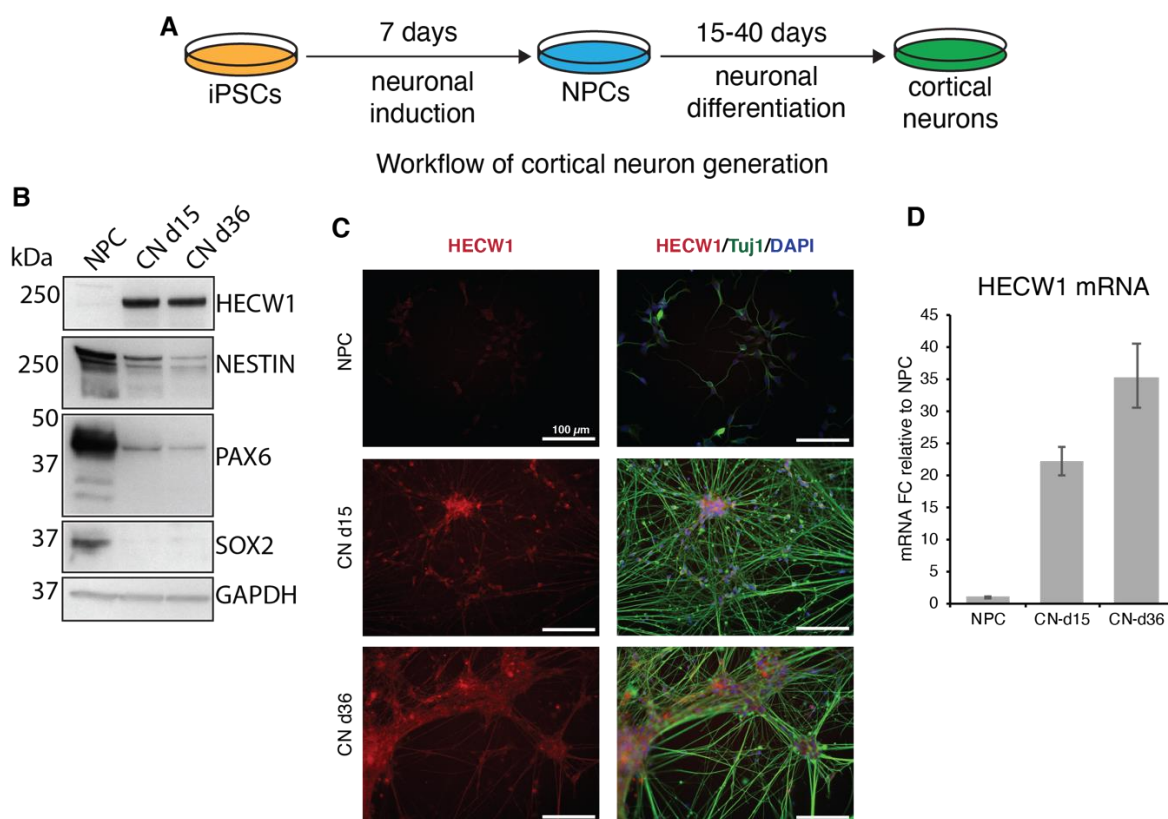 A
7 days
15-40 days
iPSCs
neuronal
induction
NPCs
neuronal
differentiation
cortical
neurons
Workflow of cortical neuron generation
B
kDa
NPC
CN d15
CN d36
250
HECW1
250
NESTIN
50
37
PAX6
37
SOX2
37
GAPDH
C
HECW1
HECW1/Tuj1/DAPI
NPC
100 µm
CN d15
CN d36
D
HECW1 mRNA
mRNA FC relative to NPC
45
40
35
30
25
20
15
10
5
0
NPC
CN-d15
CN-d36